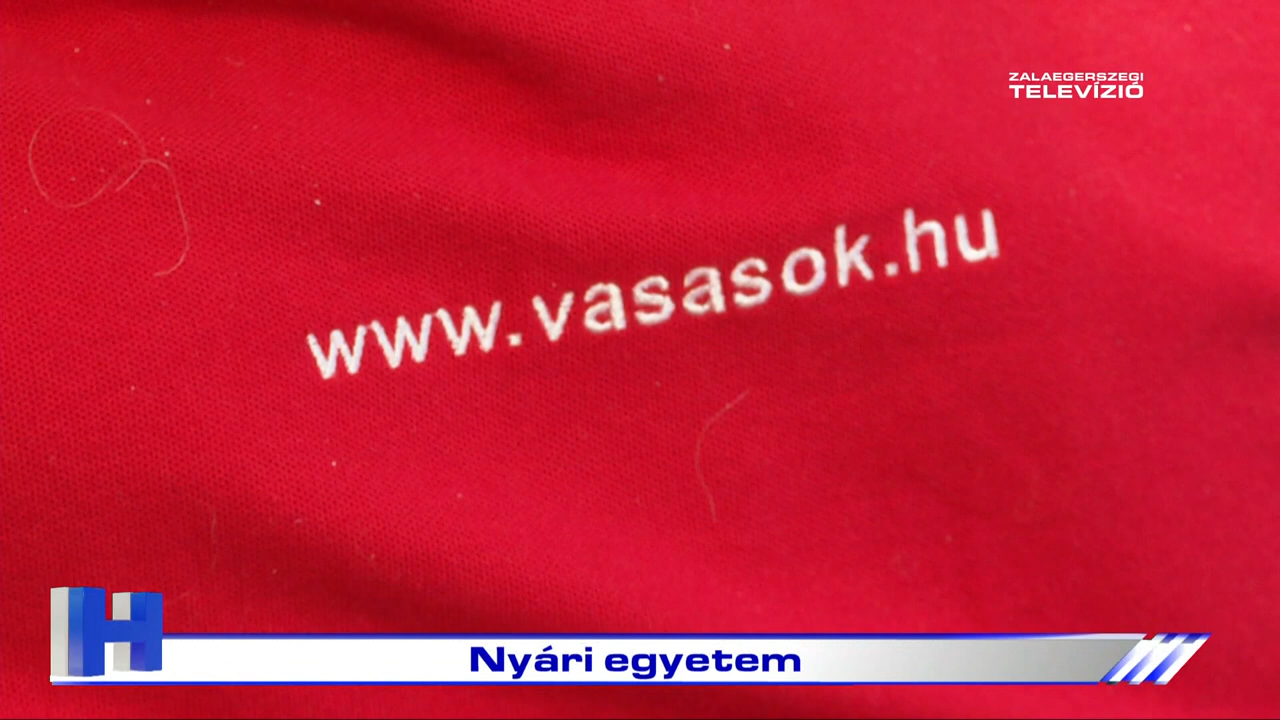 ZALAEGERSZEGI
TELEVÍZIÓ
www.vasasok.hu
H
Nyári egyetem